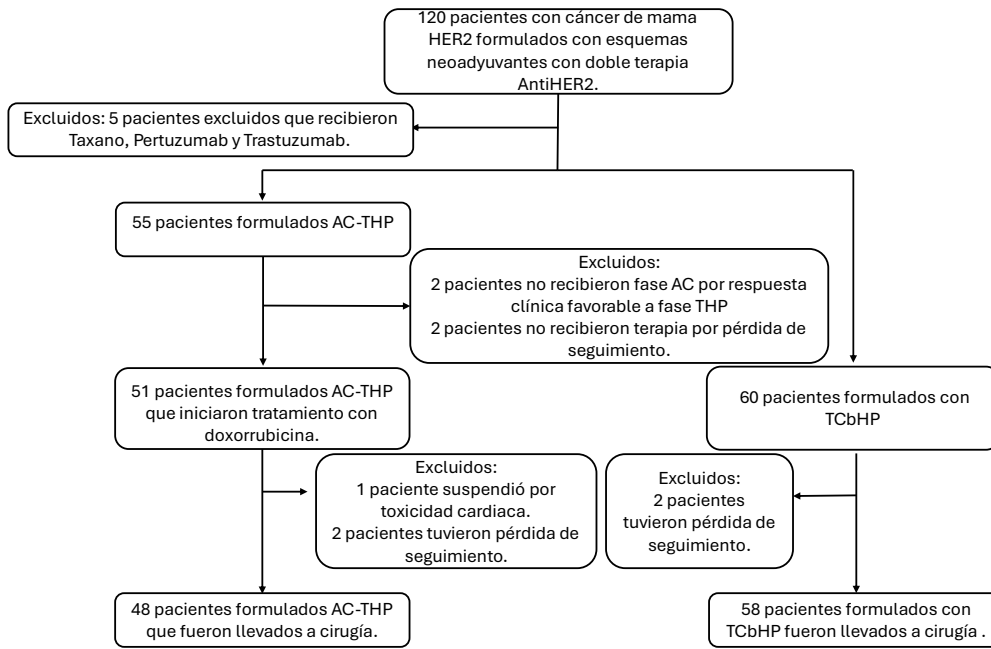 120 pacientes con cáncer de mama
HER2 formulados con esquemas
neoadyuvantes con doble terapia
AntiHER2.
Excluidos: 5 pacientes excluidos que recibieron
Taxano, Pertuzumab y Trastuzumab.
55 pacientes formulados AC-THP
Excluidos:
2 pacientes no recibieron fase AC por respuesta
clínica favorable a fase THP
2 pacientes no recibieron terapia por pérdida de
seguimiento.
51 pacientes formulados AC-THP
que iniciaron tratamiento con
doxorrubicina.
60 pacientes formulados con
TCbHP
Excluidos:
1 paciente suspendió por
toxicidad cardiaca.
2 pacientes tuvieron pérdida de
seguimiento.
Excluidos:
2 pacientes
tuvieron pérdida de
seguimiento.
48 pacientes formulados AC-THP
que fueron llevados a cirugía.
58 pacientes formulados con
TCbHP fueron llevados a cirugía .